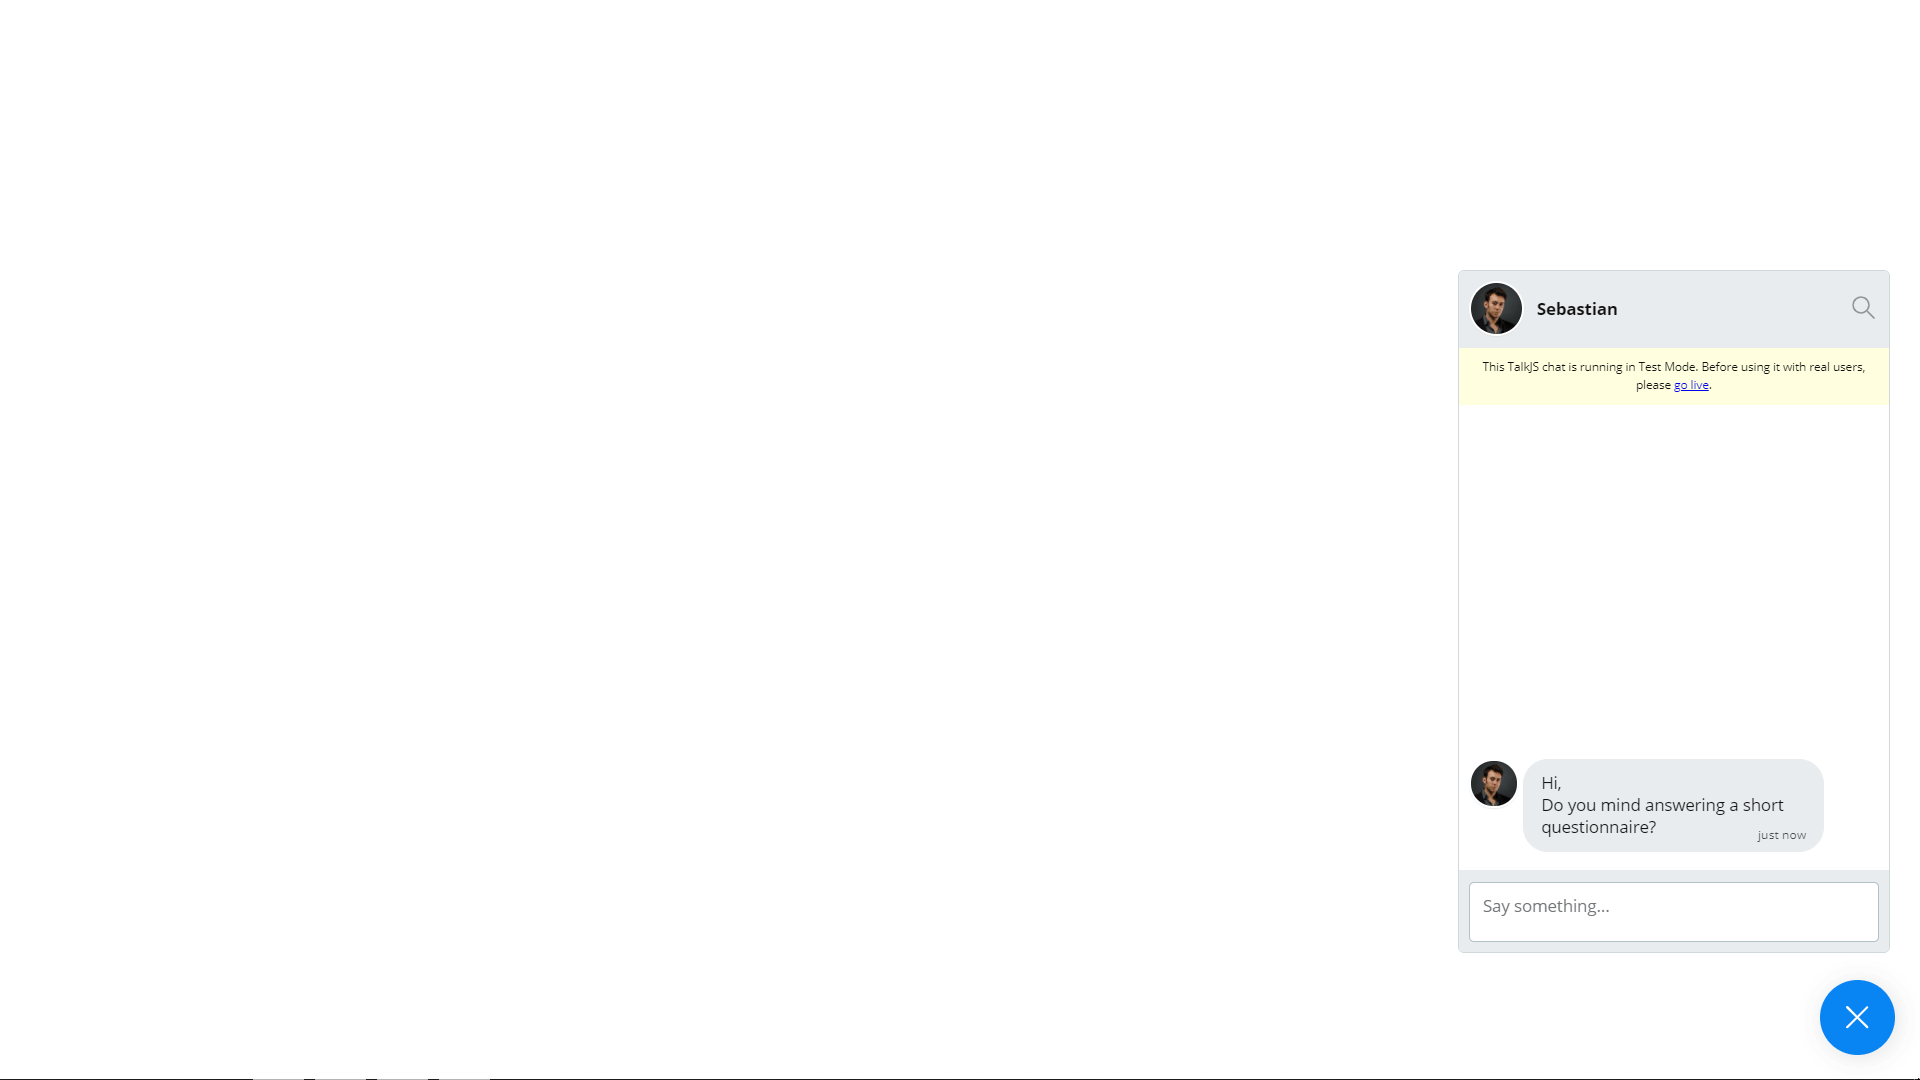 Sebastian
This TalkJS chat is running in Test Mode. Before using it with real users,
please go live.
Hi,
Do you mind answering a short
questionnaire?
just now
Say something...